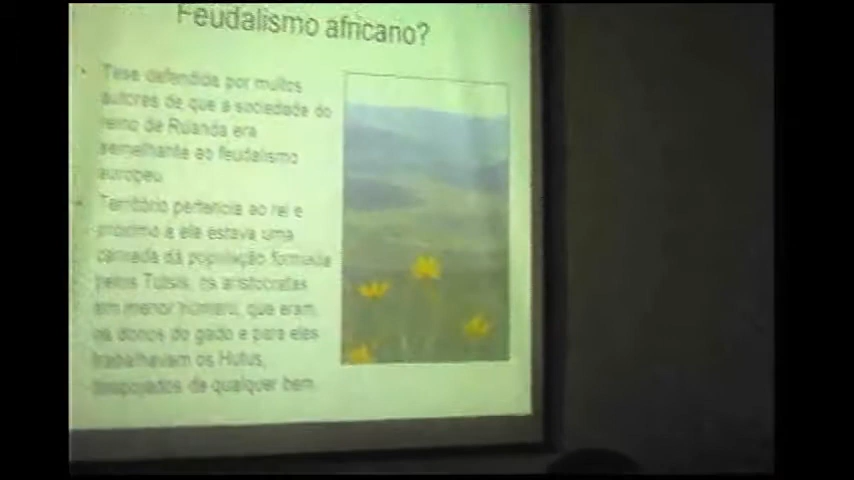 Feudalismo africano?
Tese defendida por muitos
autores de que a sociedade do
reino de Ruanda era
semelhante ao feudalismo
europeu.
Território pertencia ao rei e
próximo a ele estava uma
camada da população formada
pelos Tutsis, os aristocratas
em menor número, que eram
os donos do gado e para eles
trabalhavam os Hutus,
despojados de qualquer bem.